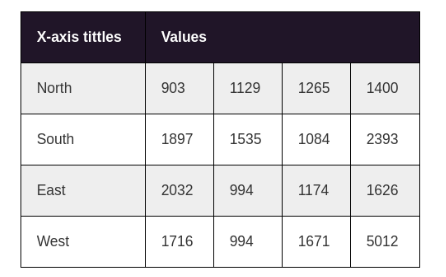 X-axis tittles Values
North 903 1129 1265 1400
South 1897 1535 1084 2393
East 2032 994 1174 1626
West 1716 994 1671 5012